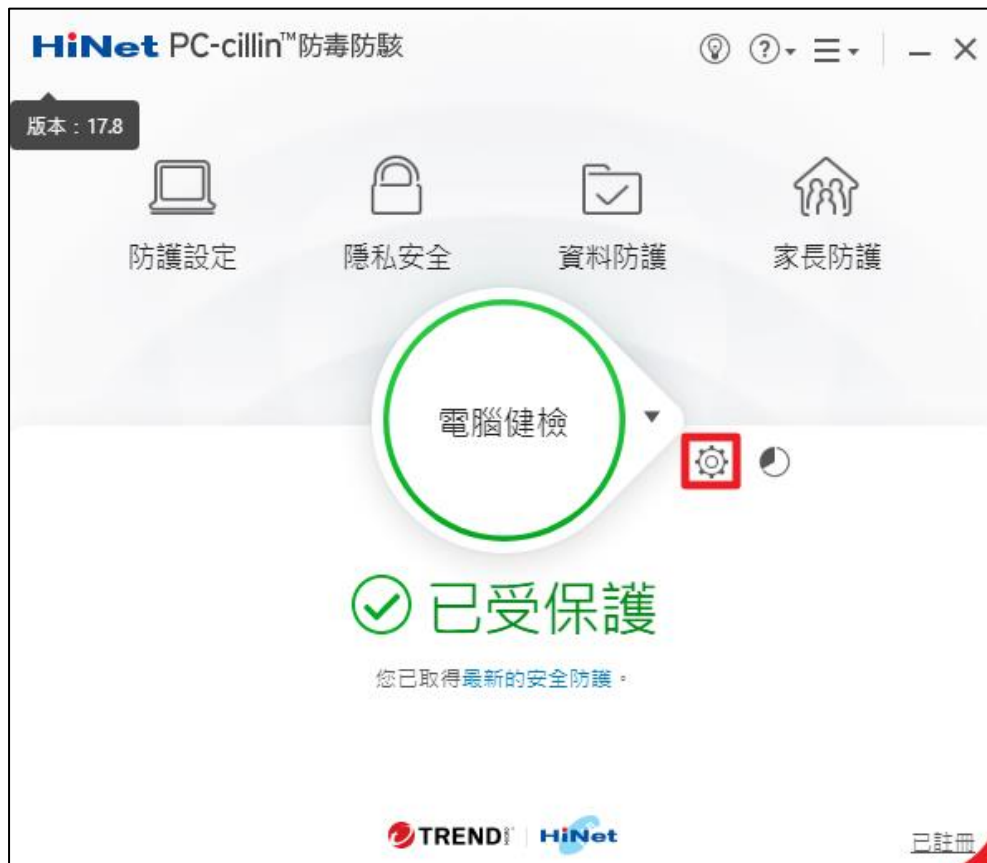 HiNet PC-cillin™防毒防駭
版本：17.8
防護設定 隱私安全 資料防護 家長防護
電腦健檢
已受保護
您已取得最新的安全防護。
TREND HiNet
已註冊